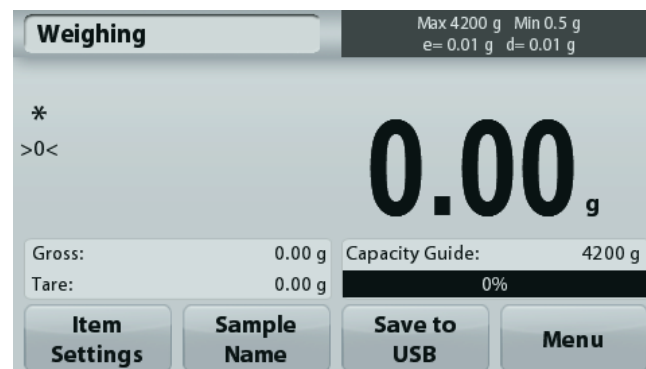 Weighing
Max 4200 g Min 0.5 g
e= 0.01 g d= 0.01 g
*
>0<
0.00 g
Gross: 0.00 g
Tare: 0.00 g
Capacity Guide: 4200 g
0%
Item
Settings
Sample
Name
Save to
USB
Menu